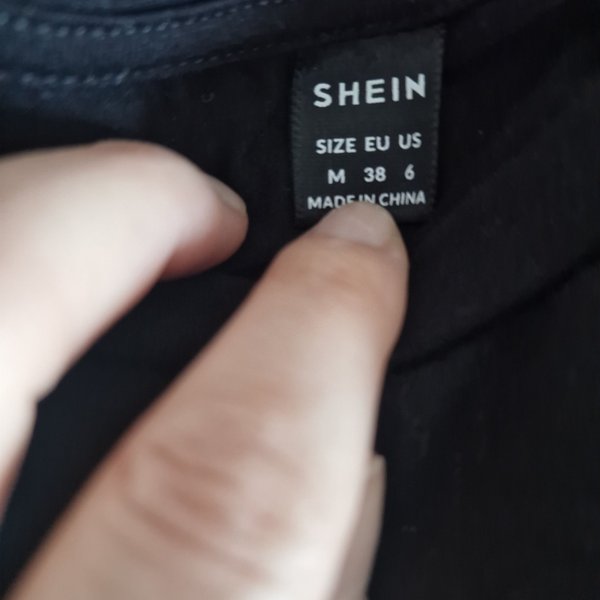 SHEIN
SIZE EU US
M 38 6
MADE IN CHINA